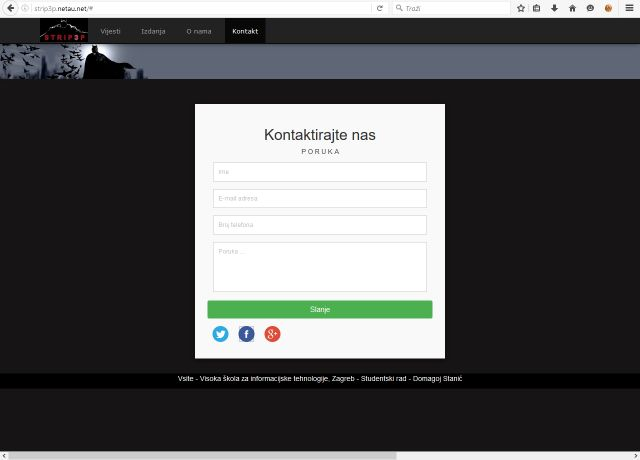 strip3p.netau.net/#
Traži
STRIP3P
Vijesti
Izdanja
O nama
Kontakt
Kontaktirajte nas
PORUKA
Ime
E-mail adresa
Broj telefona
Poruka ...
Slanje
Vsite - Visoka škola za informacijske tehnologije, Zagreb - Studentski rad - Domagoj Stanić